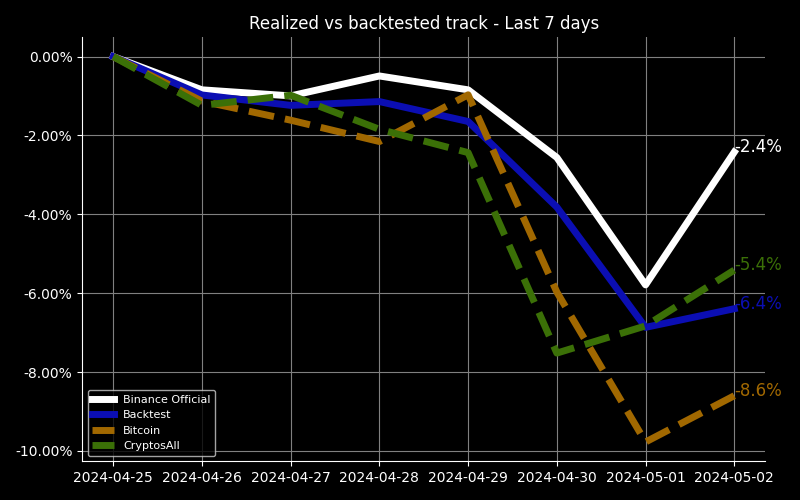 Realized vs backtested track - Last 7 days
0.00%
-2.00%
-4.00%
-6.00%
-8.00%
-10.00%
-2.4%
-5.4%
-6.4%
-8.6%
Binance Official
Backtest
Bitcoin
CryptosAll
2024-04-25 2024-04-26 2024-04-27 2024-04-28 2024-04-29 2024-04-30 2024-05-01 2024-05-02